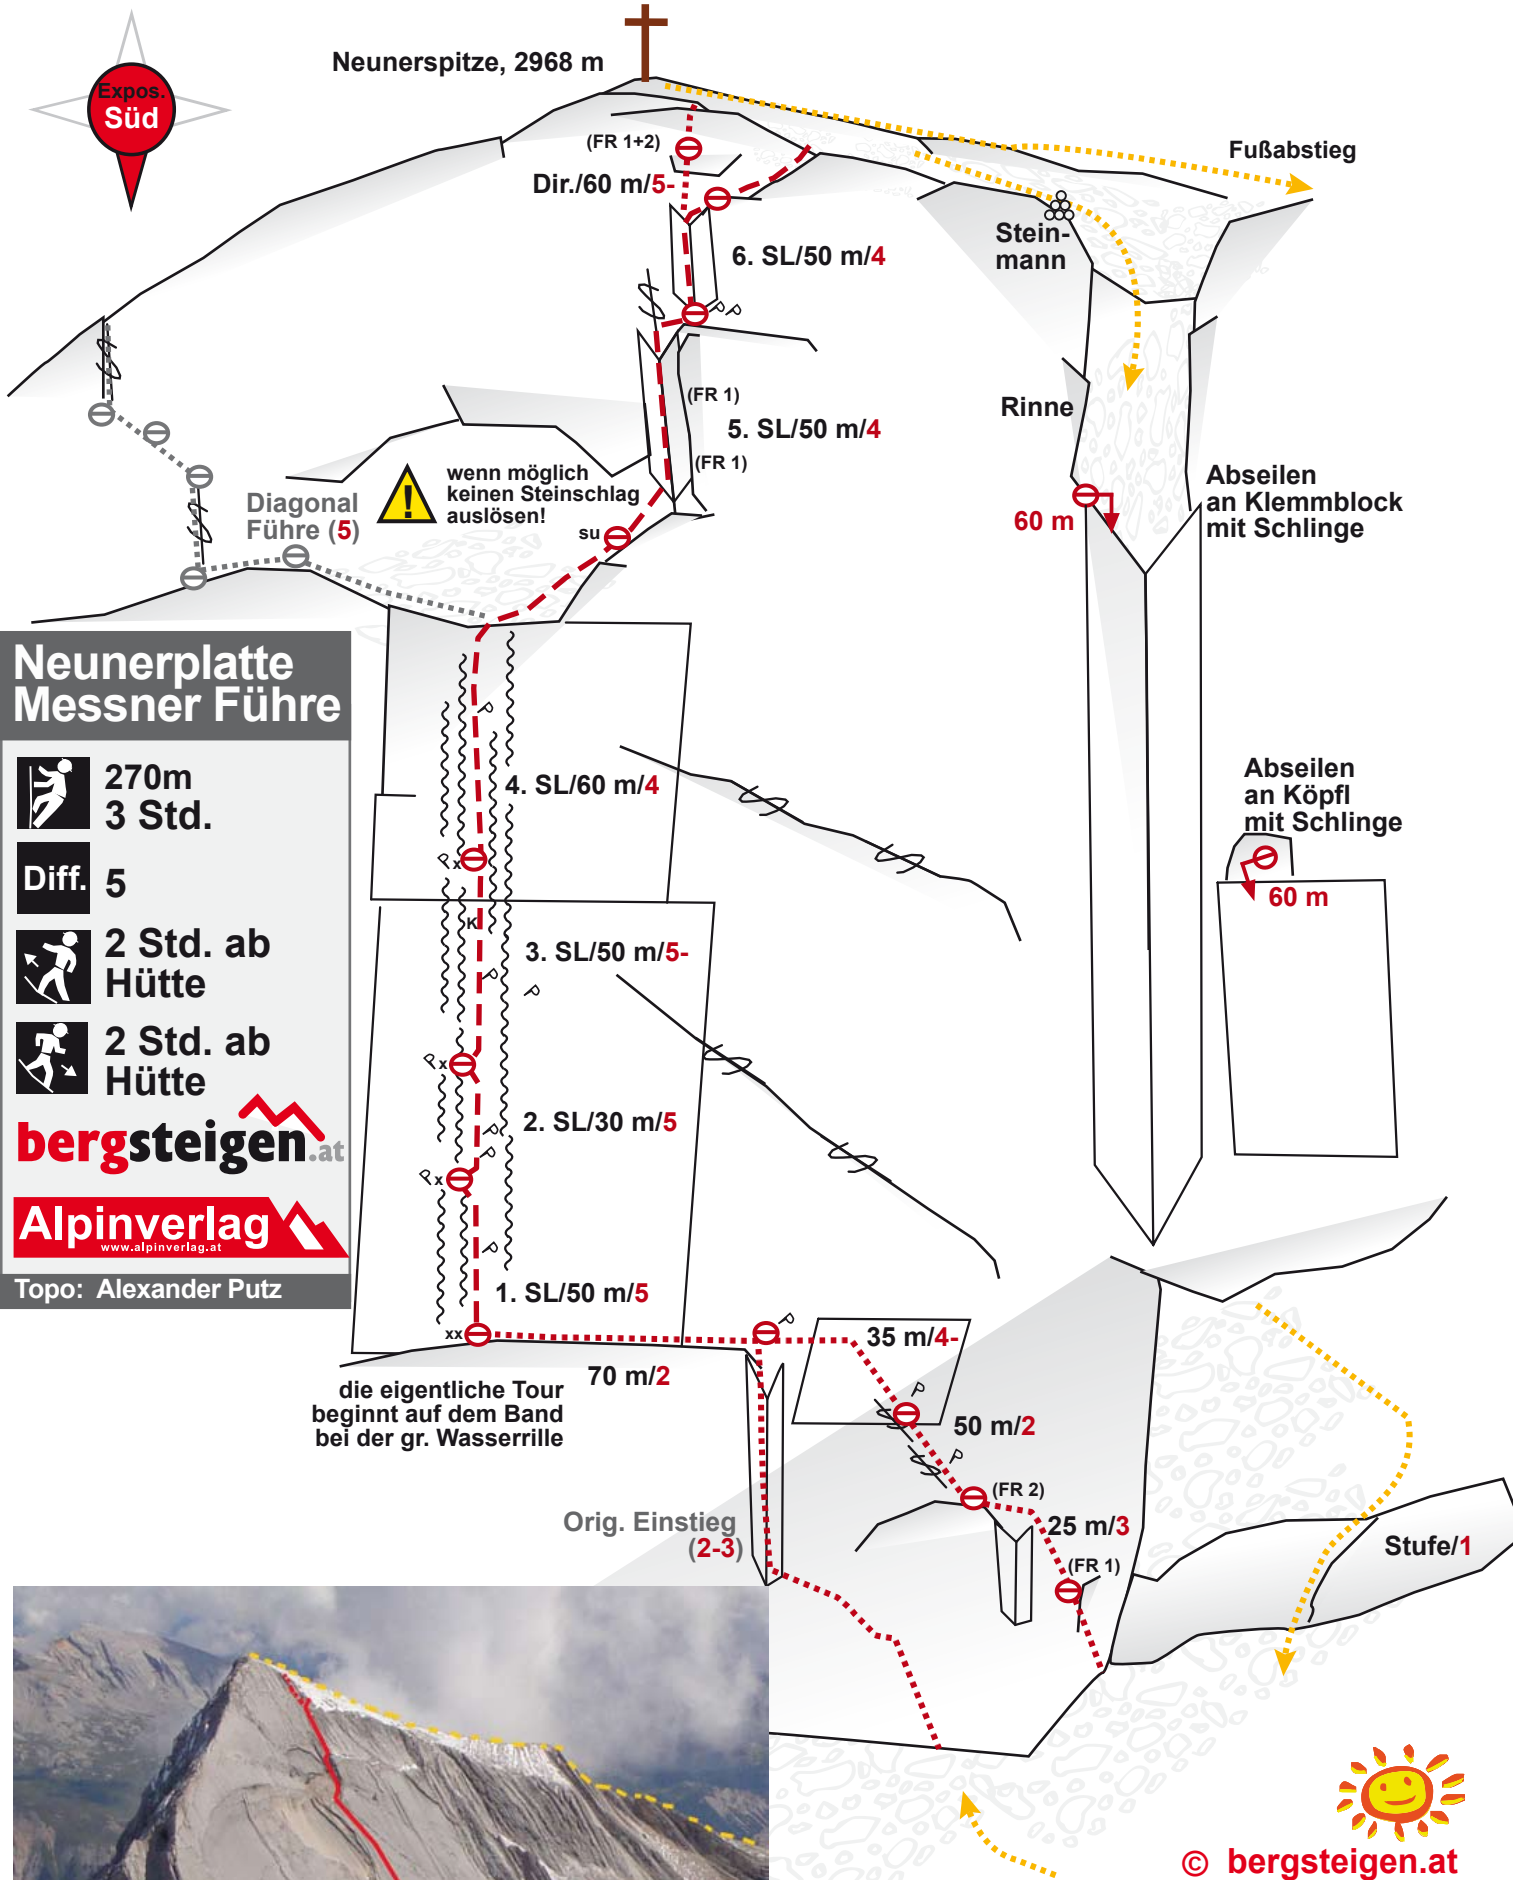 Neunerspitze, 2968 m
Expos.
Süd
(FR 1+2)
Dir./60 m/5-
Fußabstieg
Stein-
mann
6. SL/50 m/4
(FR 1)
5. SL/50 m/4
(FR 1)
Rinne
60 m
Abseilen
an Klemmblock
mit Schlinge
wenn möglich
keinen Steinschlag
auslösen!
!
Diagonal
Führe (5)
su
Neunerplatte
Messner Führe
270m
3 Std.
Diff. 5
2 Std. ab
Hütte
2 Std. ab
Hütte
bergsteigen.at
Alpinverlag
www.alpinverlag.at
Topo: Alexander Putz
4. SL/60 m/4
x
K
3. SL/50 m/5-
x
2. SL/30 m/5
x
1. SL/50 m/5
xx
Abseilen
an Köpfl
mit Schlinge
60 m
35 m/4-
70 m/2
die eigentliche Tour
beginnt auf dem Band
bei der gr. Wasserrille
50 m/2
(FR 2)
25 m/3
(FR 1)
Orig. Einstieg
(2-3)
Stufe/1
© bergsteigen.at